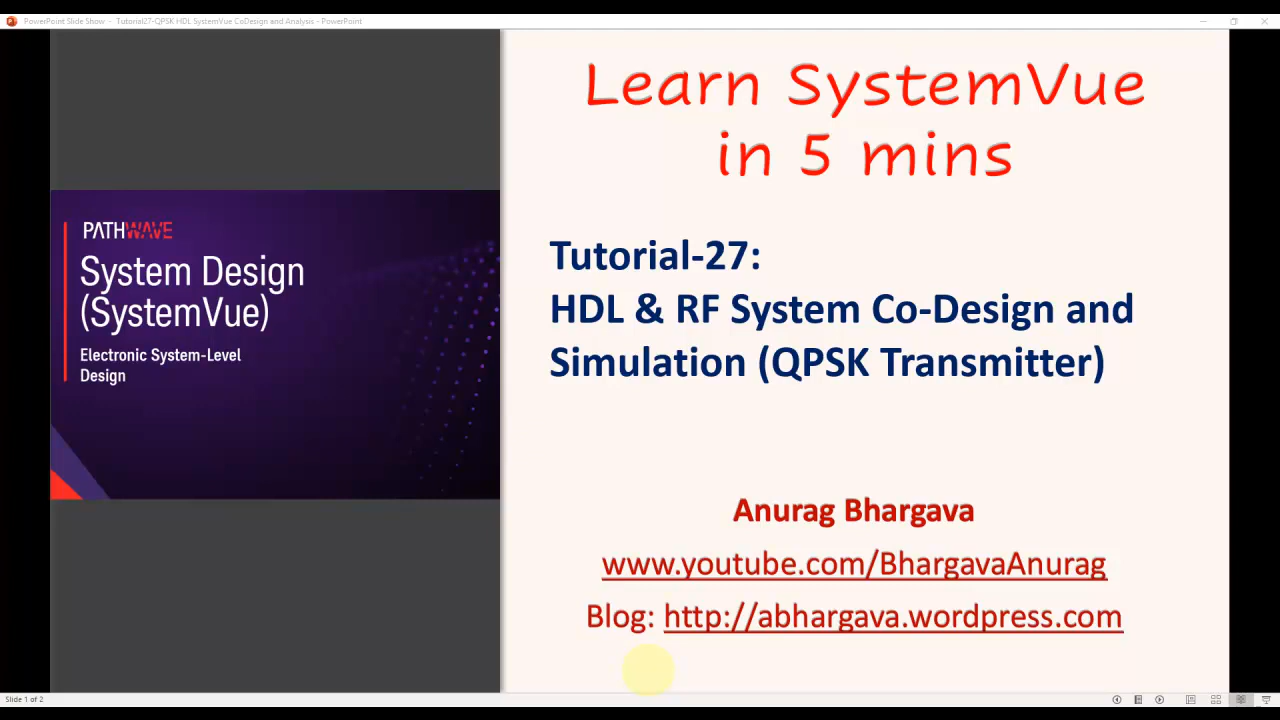 PowerPoint Slide Show - Tutorial27-QPSK HDL SystemVue CoDesign and Analysis - PowerPoint
Learn SystemVue
in 5 mins
PATHWAVE
System Design
(SystemVue)
Electronic System-Level
Design
Tutorial-27:
HDL & RF System Co-Design and
Simulation (QPSK Transmitter)
Anurag Bhargava
www.youtube.com/BhargavaAnurag
Blog: http://abhargava.wordpress.com
Slide 1 of 2